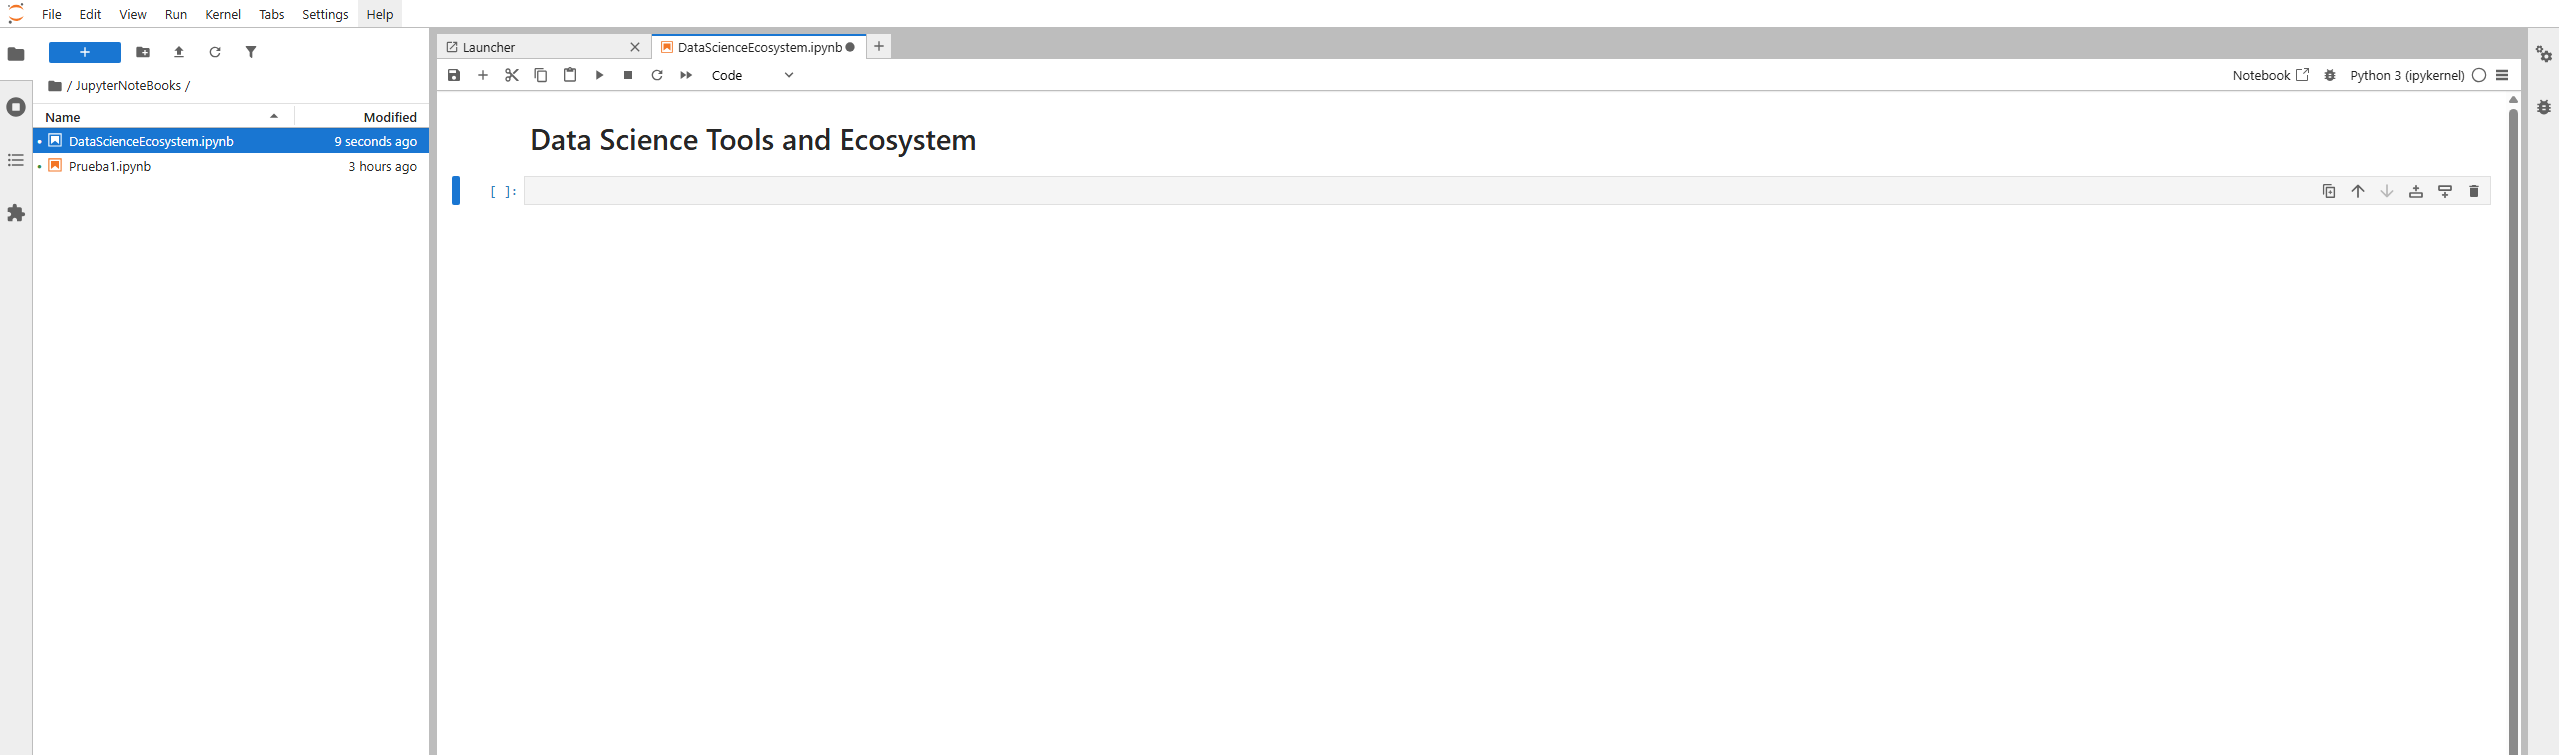 File Edit View Run Kernel Tabs Settings Help
/ JupyterNoteBooks /
Name Modified
DataScienceEcosystem.ipynb 9 seconds ago
Prueba1.ipynb 3 hours ago
Launcher DataScienceEcosystem.ipynb
Code Notebook Python 3 (ipykernel)
Data Science Tools and Ecosystem
[ ]: